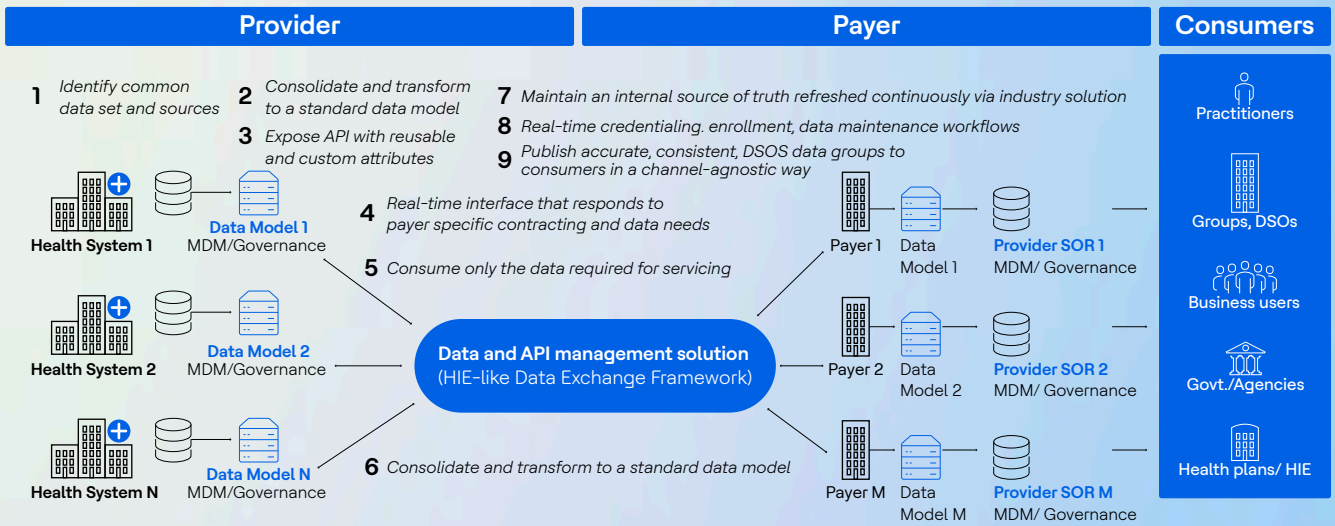 Provider
Payer
Consumers
1 Identify common
data set and sources
2 Consolidate and transform
to a standard data model
3 Expose API with reusable
and custom attributes
7 Maintain an internal source of truth refreshed continuously via industry solution
8 Real-time credentialing. enrollment, data maintenance workflows
9 Publish accurate, consistent, DSOS data groups to
consumers in a channel-agnostic way
4 Real-time interface that responds to
payer specific contracting and data needs
5 Consume only the data required for servicing
Health System 1
Data Model 1
MDM/Governance
Health System 2
Data Model 2
MDM/Governance
Health System N
Data Model N
MDM/Governance
Data and API management solution
(HIE-like Data Exchange Framework)
6 Consolidate and transform to a standard data model
Payer 1
Data
Model 1
Provider SOR 1
MDM/ Governance
Payer 2
Data
Model 2
Provider SOR 2
MDM/ Governance
Payer M
Data
Model M
Provider SOR M
MDM/ Governance
Practitioners
Groups, DSOs
Business users
Govt./Agencies
Health plans/ HIE